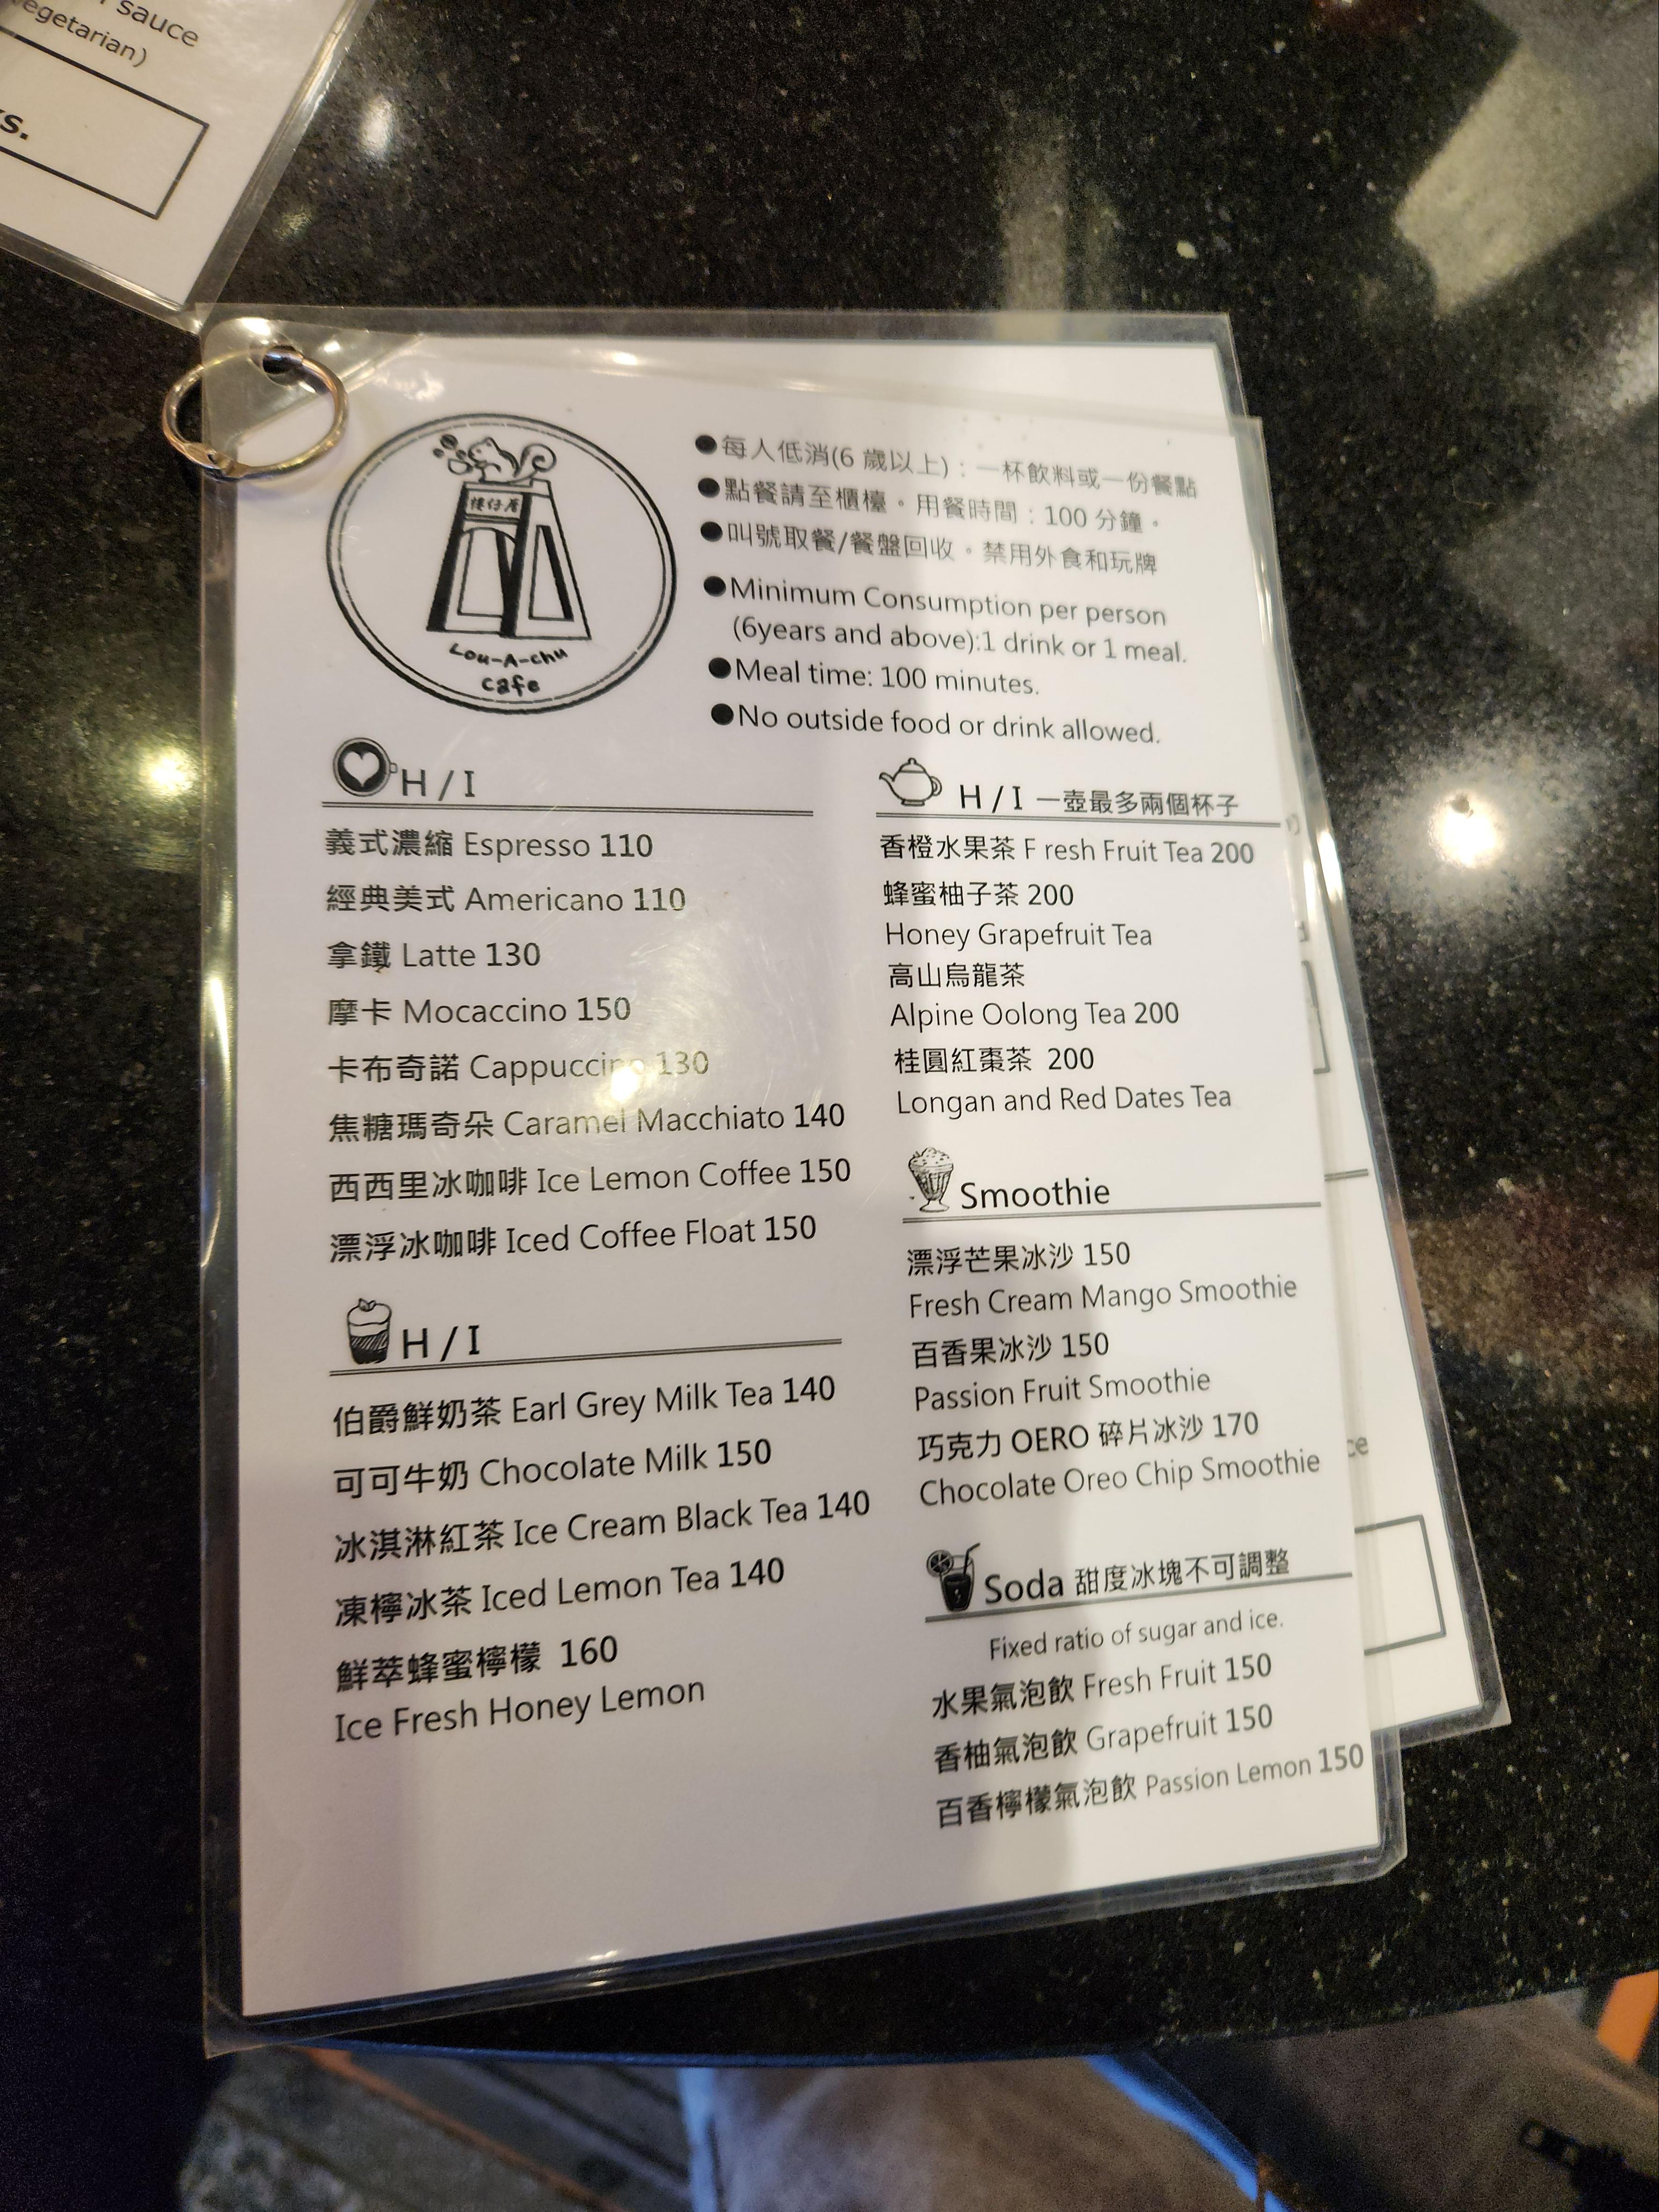 sauce
vegetarian)
s.
樓仔厝
Lou-A-chu
cafe
●每人低消(6 歲以上)：一杯飲料或一份餐點
●點餐請至櫃檯。用餐時間：100 分鐘。
●叫號取餐/餐盤回收。禁用外食和玩牌
●Minimum Consumption per person
(6years and above):1 drink or 1 meal.
●Meal time: 100 minutes.
●No outside food or drink allowed.
H / I
義式濃縮 Espresso 110
經典美式 Americano 110
拿鐵 Latte 130
摩卡 Mocaccino 150
卡布奇諾 Cappuccino 130
焦糖瑪奇朵 Caramel Macchiato 140
西西里冰咖啡 Ice Lemon Coffee 150
漂浮冰咖啡 Iced Coffee Float 150
H / I
伯爵鮮奶茶 Earl Grey Milk Tea 140
可可牛奶 Chocolate Milk 150
冰淇淋紅茶 Ice Cream Black Tea 140
凍檸冰茶 Iced Lemon Tea 140
鮮萃蜂蜜檸檬 160
Ice Fresh Honey Lemon
H / I 一壺最多兩個杯子
香橙水果茶 F resh Fruit Tea 200
蜂蜜柚子茶 200
Honey Grapefruit Tea
高山烏龍茶
Alpine Oolong Tea 200
桂圓紅棗茶 200
Longan and Red Dates Tea
Smoothie
漂浮芒果冰沙 150
Fresh Cream Mango Smoothie
百香果冰沙 150
Passion Fruit Smoothie
巧克力 OERO 碎片冰沙 170
Chocolate Oreo Chip Smoothie
Soda 甜度冰塊不可調整
Fixed ratio of sugar and ice.
水果氣泡飲 Fresh Fruit 150
香柚氣泡飲 Grapefruit 150
百香檸檬氣泡飲 Passion Lemon 150
ce